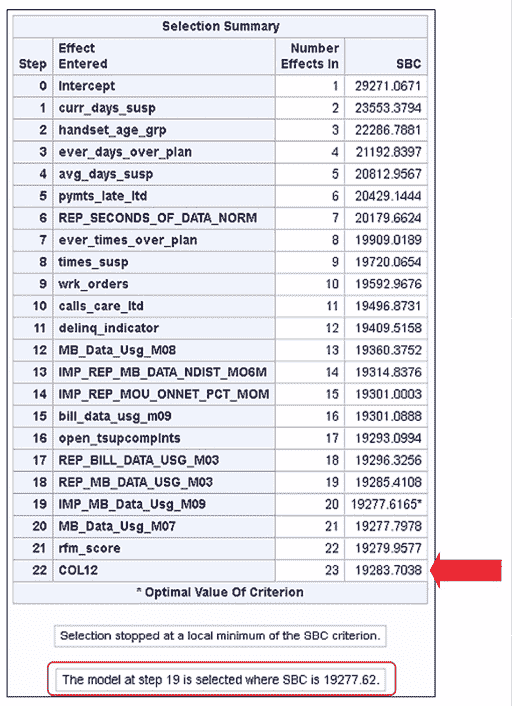 Selection Summary
Effect Number
Step Entered Effects In SBC
0 Intercept 1 29271.0671
1 curr_days_susp 2 23553.3794
2 handset_age_grp 3 22286.7881
3 ever_days_over_plan 4 21192.8397
4 avg_days_susp 5 20812.9567
5 pymts_late_ltd 6 20429.1444
6 REP_SECONDS_OF_DATA_NORM 7 20179.6624
7 ever_times_over_plan 8 19909.0189
8 times_susp 9 19720.0654
9 wrk_orders 10 19592.9676
10 calls_care_ltd 11 19496.8731
11 delinq_indicator 12 19409.5158
12 MB_Data_Usg_M08 13 19360.3752
13 IMP_REP_MB_DATA_NDIST_MO6M 14 19314.8376
14 IMP_REP_MOU_ONNET_PCT_MOM 15 19301.0003
15 bill_data_usg_m09 16 19301.0888
16 open_tsupcomplnts 17 19293.0994
17 REP_BILL_DATA_USG_M03 18 19296.3256
18 REP_MB_DATA_USG_M03 19 19285.4108
19 IMP_MB_Data_Usg_M09 20 19277.6165*
20 MB_Data_Usg_M07 21 19277.7978
21 rfm_score 22 19279.9577
22 COL12 23 19283.7038
* Optimal Value Of Criterion
Selection stopped at a local minimum of the SBC criterion.
The model at step 19 is selected where SBC is 19277.62.